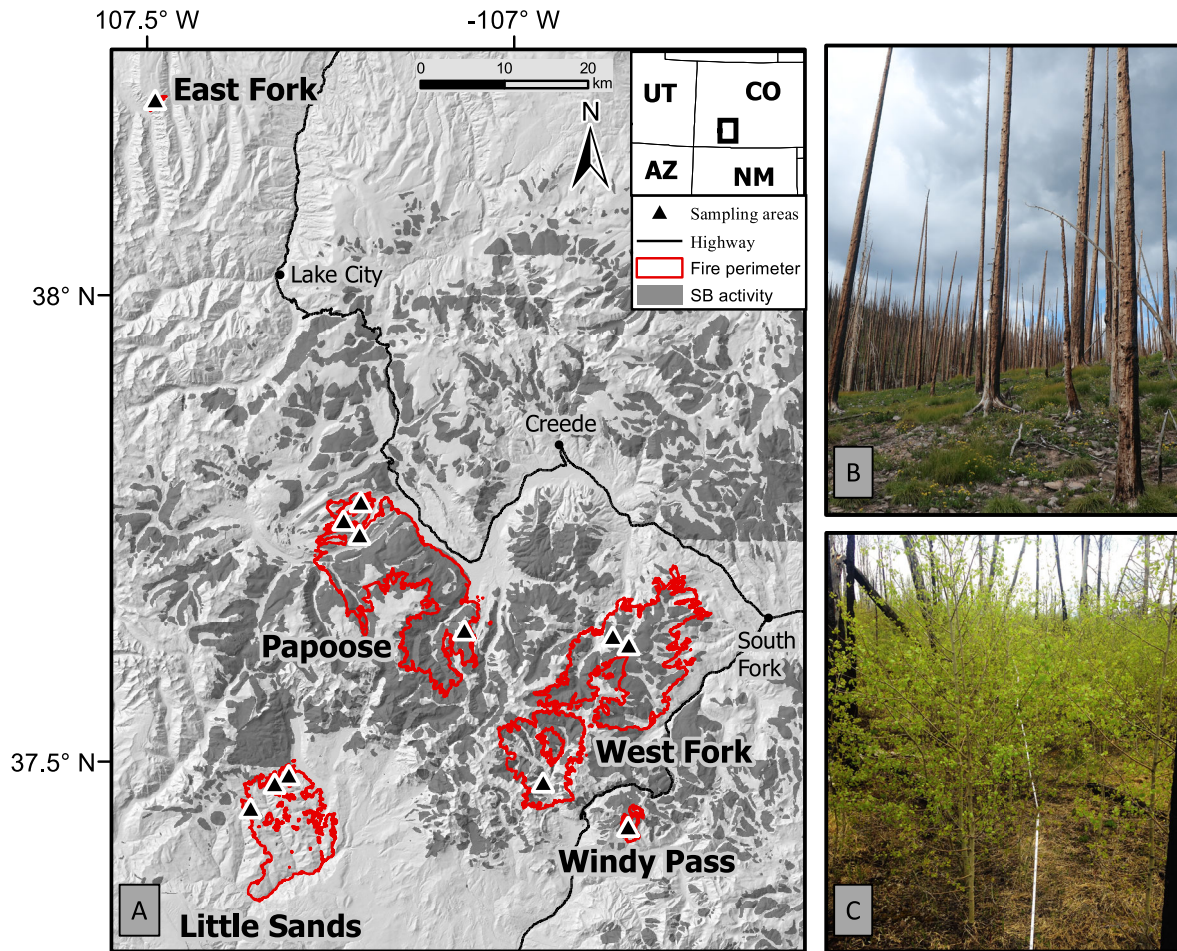 107.5° W
-107° W
38° N
37.5° N
0 10 20
km
N
UT CO
AZ NM
Sampling areas
Highway
Fire perimeter
SB activity
East Fork
Lake City
Creede
South
Fork
Papoose
West Fork
Windy Pass
Little Sands
A
B
C